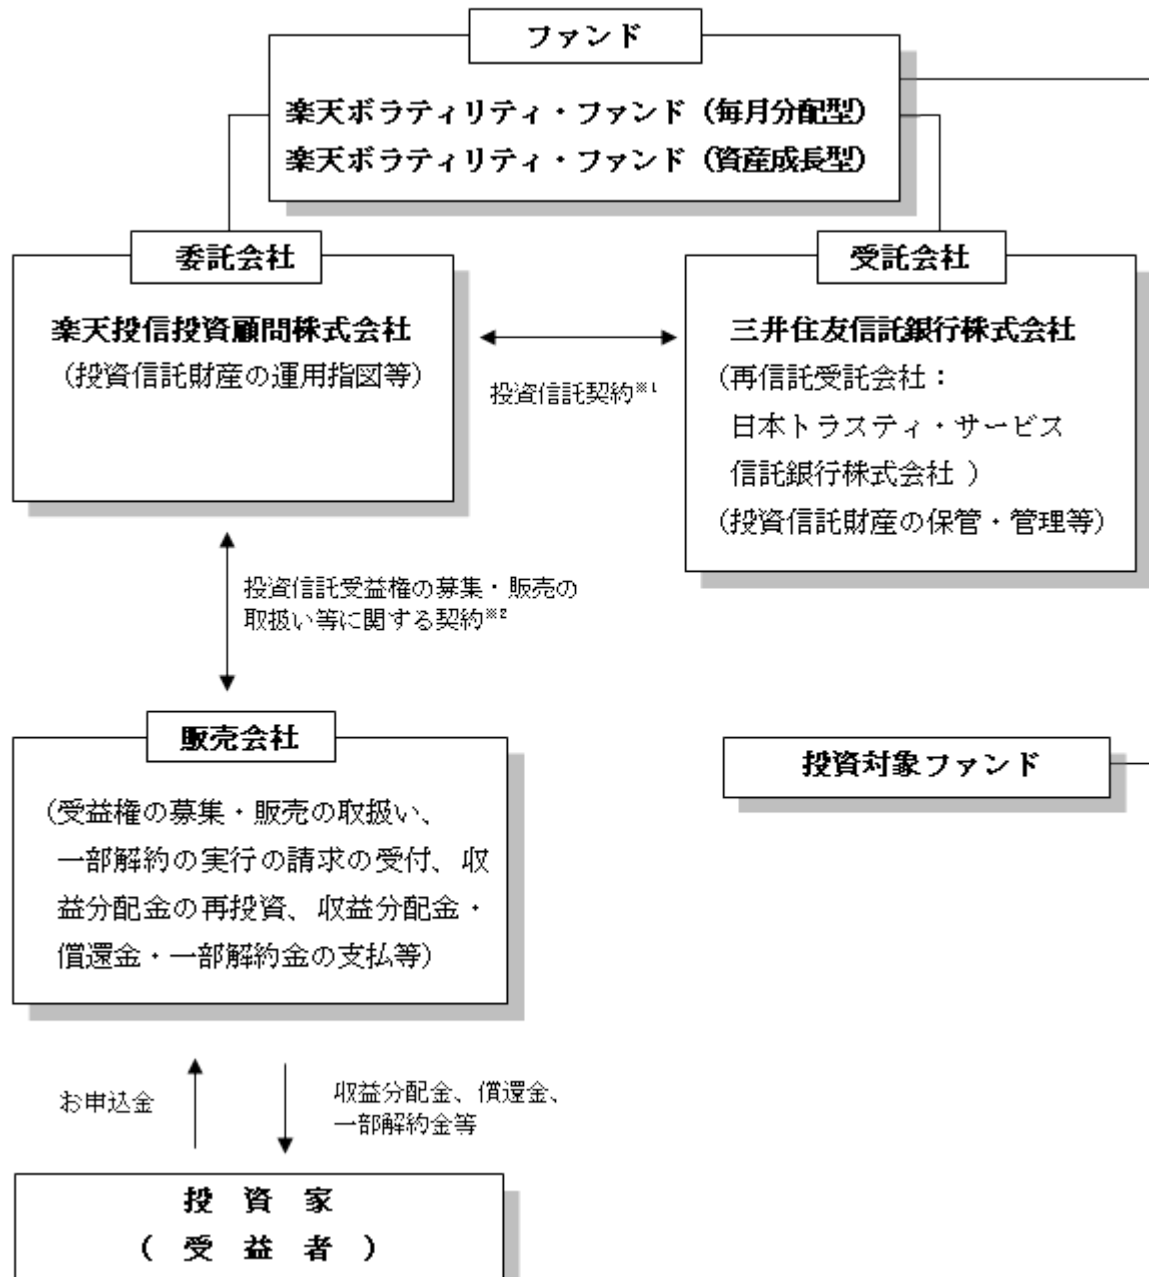 ファンド
楽天ボラティリティ・ファンド（毎月分配型）
楽天ボラティリティ・ファンド（資産成長型）
委託会社
楽天投信投資顧問株式会社
（投資信託財産の運用指図等）
投資信託契約※1
受託会社
三井住友信託銀行株式会社
（再信託受託会社：
日本トラスティ・サービス
信託銀行株式会社 ）
（投資信託財産の保管・管理等）
投資信託受益権の募集・販売の
取扱い等に関する契約※2
販売会社
（受益権の募集・販売の取扱い、
一部解約の実行の請求の受付、収
益分配金の再投資、収益分配金・
償還金・一部解約金の支払等）
投資対象ファンド
お申込金
収益分配金、償還金、
一部解約金等
投 資 家
（ 受 益 者 ）